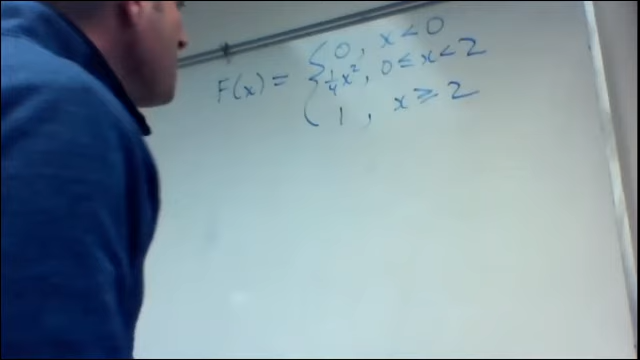 0, x < 0
F(x) = { 1/4 x², 0 ≤ x < 2
1, x ≥ 2